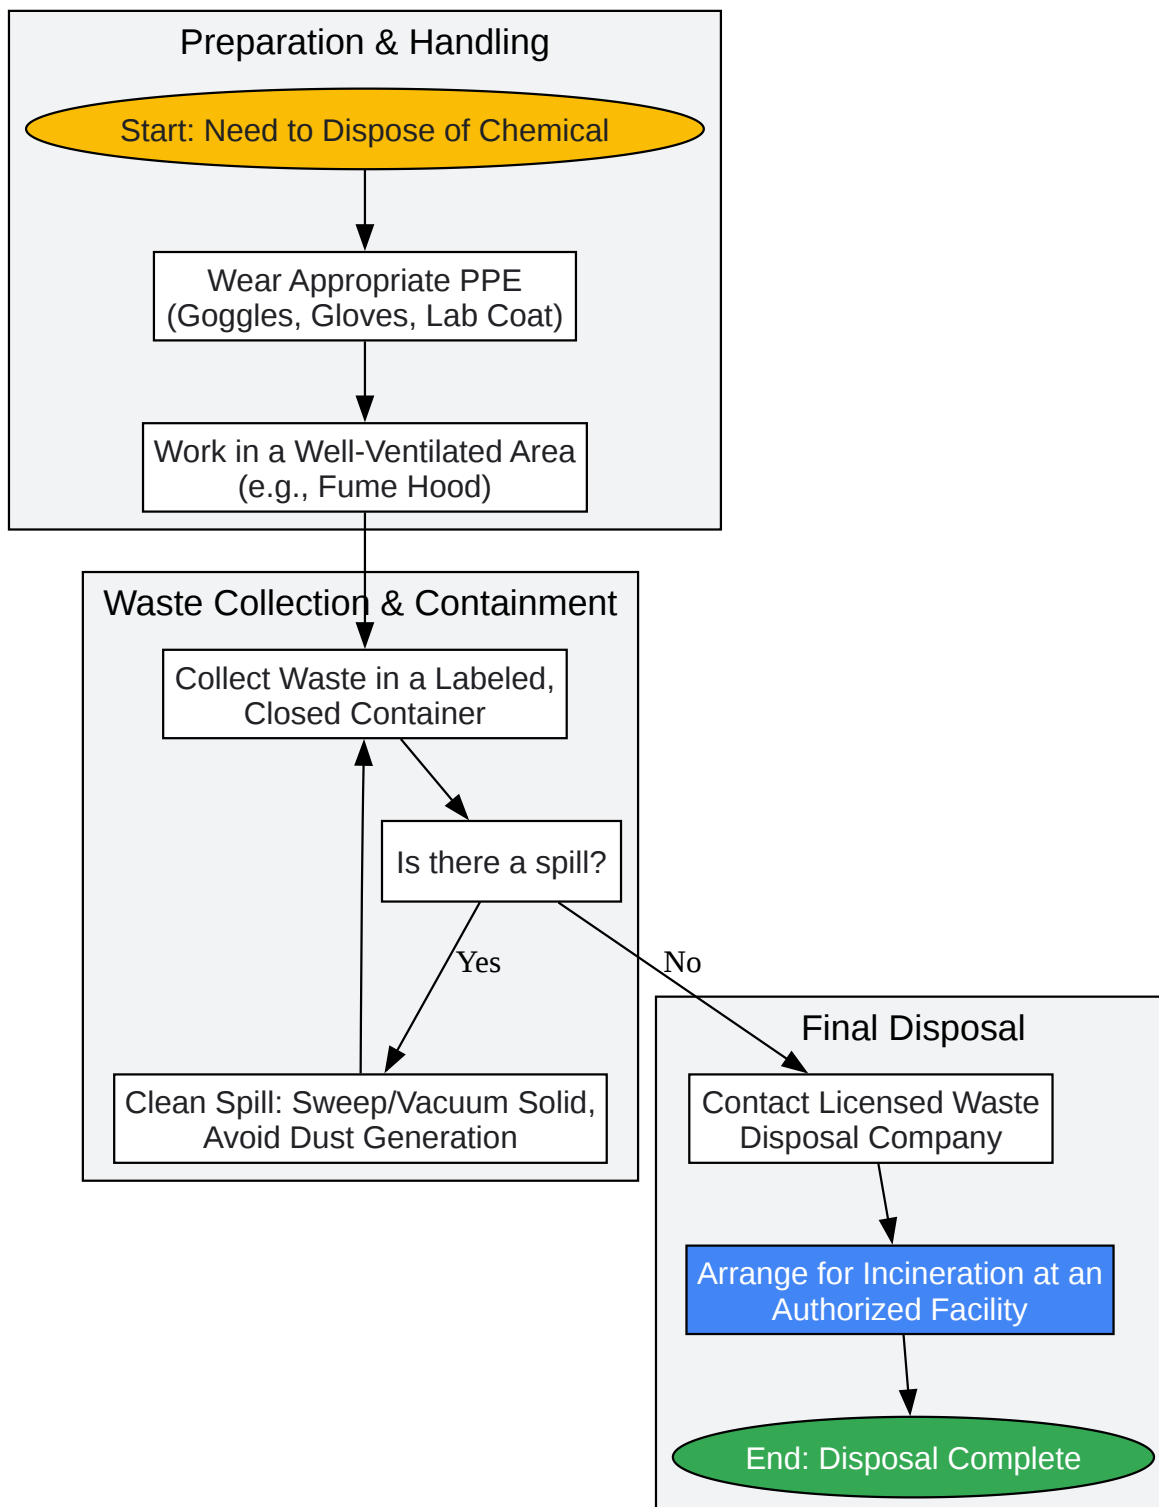 Preparation & Handling
Start: Need to Dispose of Chemical
Wear Appropriate PPE
(Goggles, Gloves, Lab Coat)
Work in a Well-Ventilated Area
(e.g., Fume Hood)
Waste Collection & Containment
Collect Waste in a Labeled,
Closed Container
Is there a spill?
Yes
No
Clean Spill: Sweep/Vacuum Solid,
Avoid Dust Generation
Final Disposal
Contact Licensed Waste
Disposal Company
Arrange for Incineration at an
Authorized Facility
End: Disposal Complete